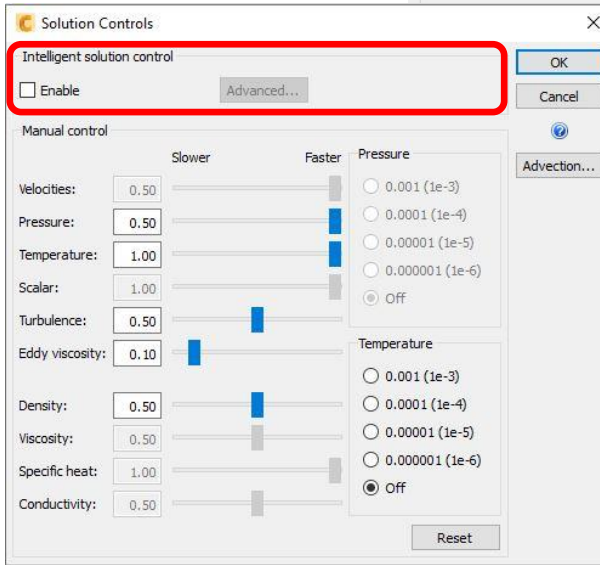 Solution Controls
Intelligent solution control
Enable
Advanced...
OK
Cancel
Advection...
Manual control
Slower
Faster
Velocities:
0.50
Pressure:
0.50
Temperature:
1.00
Scalar:
1.00
Turbulence:
0.50
Eddy viscosity:
0.10
Density:
0.50
Viscosity:
0.50
Specific heat:
1.00
Conductivity:
0.50
Pressure
0.001 (1e-3)
0.0001 (1e-4)
0.00001 (1e-5)
0.000001 (1e-6)
Off
Temperature
0.001 (1e-3)
0.0001 (1e-4)
0.00001 (1e-5)
0.000001 (1e-6)
Off
Reset